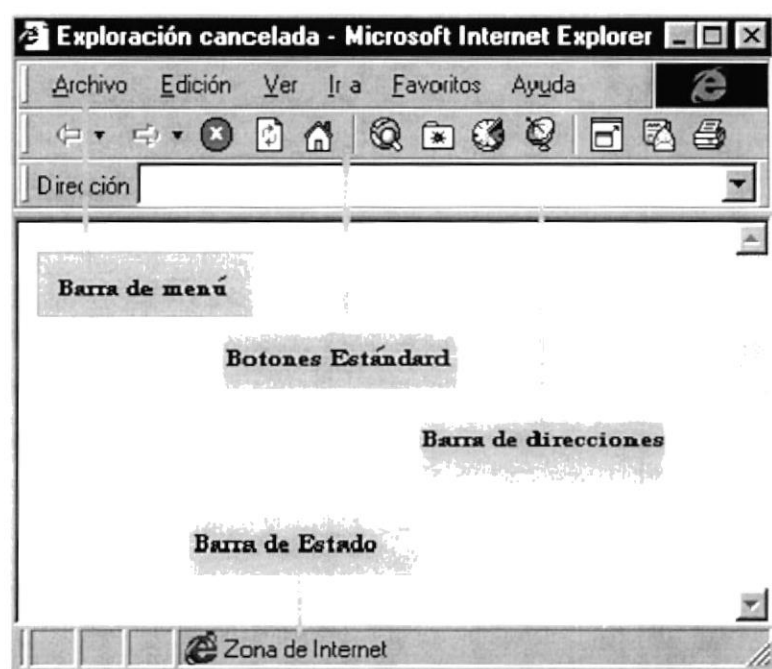 Exploración cancelada - Microsoft Internet Explorer
Archivo Edición Ver Ir a Favoritos Ayuda
Dirección
Barra de menú
Botones Estándard
Barra de direcciones
Barra de Estado
Zona de Internet